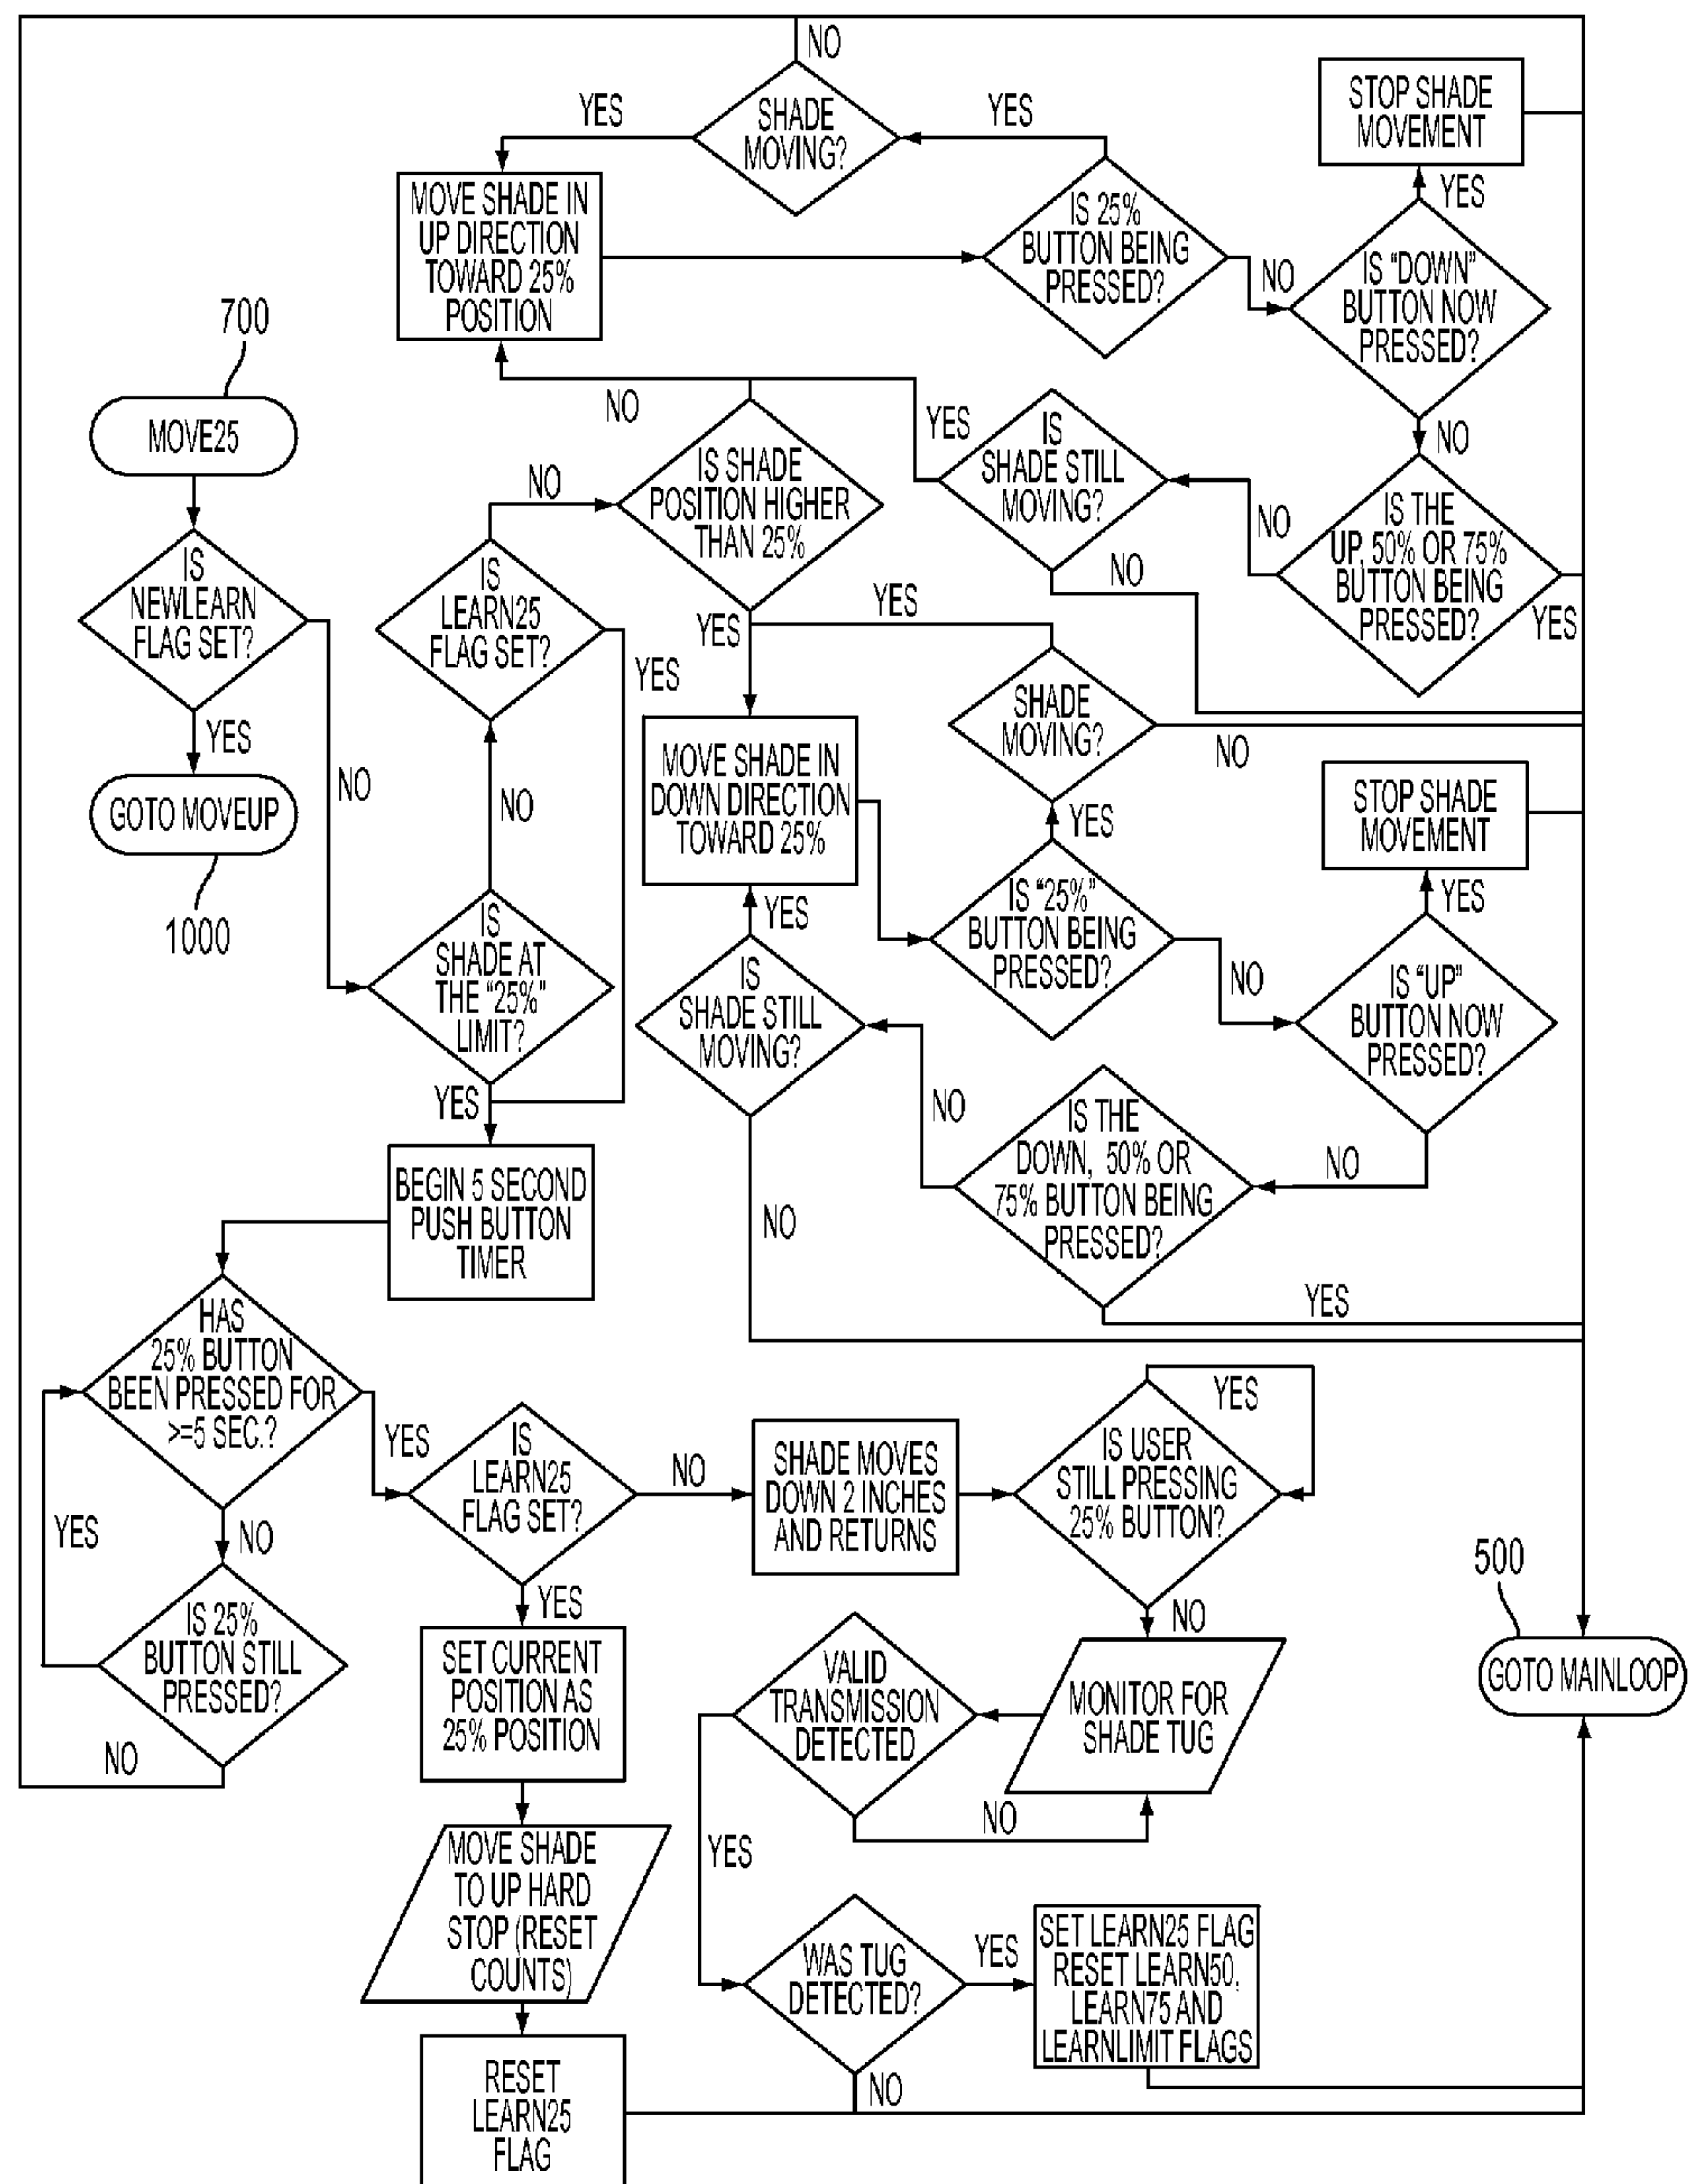 NO
SHADE
MOVING?
YES
YES
STOP SHADE
MOVEMENT
MOVE SHADE IN
UP DIRECTION
TOWARD 25%
POSITION
IS 25%
BUTTON BEING
PRESSED?
YES
NO
IS "DOWN"
BUTTON NOW
PRESSED?
700
MOVE25
NO
YES
NO
IS SHADE
POSITION HIGHER
THAN 25%
IS
SHADE STILL
MOVING?
NO
NO
IS THE
UP, 50% OR 75%
BUTTON BEING
PRESSED?
IS
NEWLEARN
FLAG SET?
IS
LEARN25
FLAG SET?
NO
YES
YES
YES
YES
YES
NO
GOTO MOVEUP
1000
NO
MOVE SHADE IN
DOWN DIRECTION
TOWARD 25%
SHADE
MOVING?
NO
STOP SHADE
MOVEMENT
YES
YES
YES
IS
SHADE AT
THE "25%"
LIMIT?
IS
SHADE STILL
MOVING?
IS "25%"
BUTTON BEING
PRESSED?
NO
IS "UP"
BUTTON NOW
PRESSED?
YES
NO
IS THE
DOWN, 50% OR
75% BUTTON BEING
PRESSED?
NO
BEGIN 5 SECOND
PUSH BUTTON
TIMER
NO
YES
HAS
25% BUTTON
BEEN PRESSED FOR
>=5 SEC.?
YES
IS
LEARN25
FLAG SET?
NO
SHADE MOVES
DOWN 2 INCHES
AND RETURNS
IS USER
STILL PRESSING
25% BUTTON?
YES
YES
NO
YES
NO
500
IS 25%
BUTTON STILL
PRESSED?
NO
SET CURRENT
POSITION AS
25% POSITION
VALID
TRANSMISSION
DETECTED
MONITOR FOR
SHADE TUG
GOTO MAINLOOP
NO
YES
MOVE SHADE
TO UP HARD
STOP (RESET
COUNTS)
WAS TUG
DETECTED?
YES
SET LEARN25 FLAG
RESET LEARN50,
LEARN75 AND
LEARNLIMIT FLAGS
NO
RESET
LEARN25
FLAG